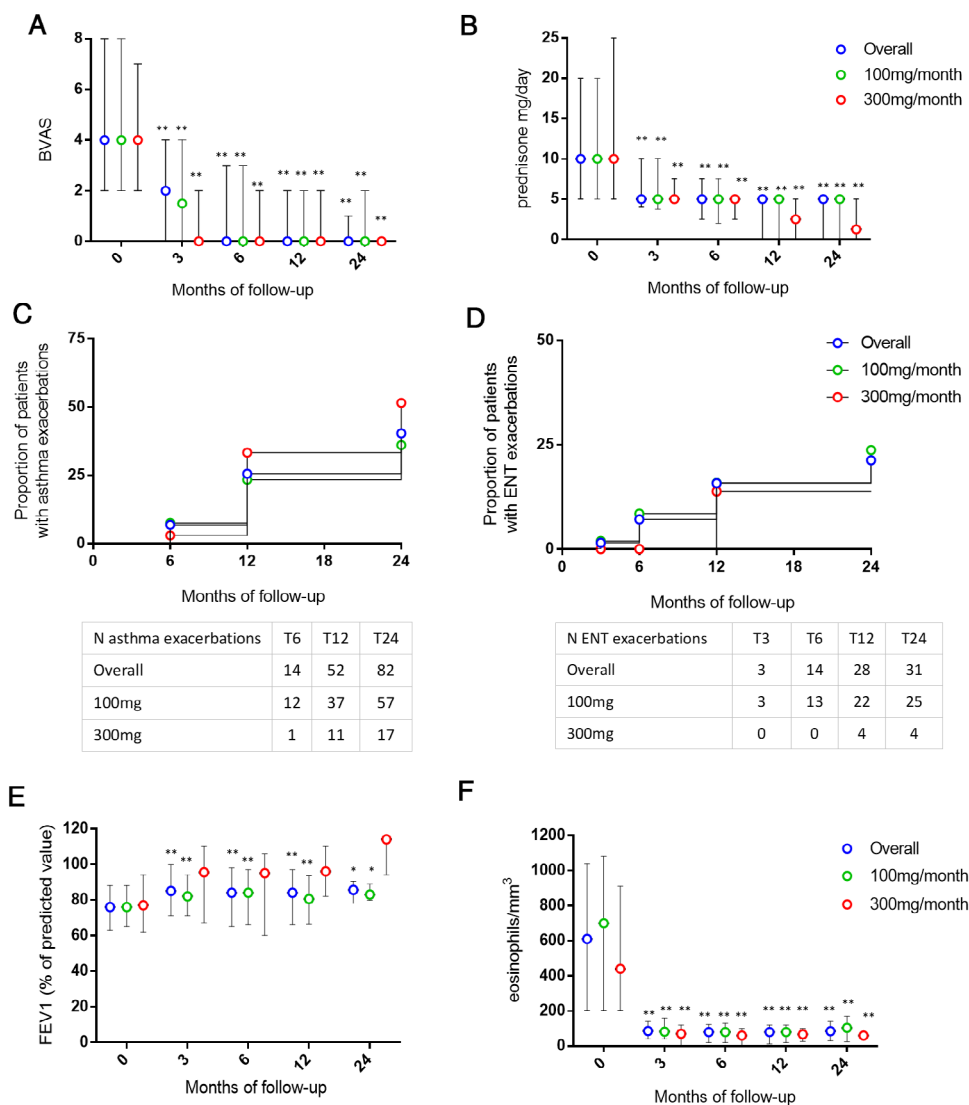 A
BVAS
8
6
4
2
0
** **
**
** **
**
** ** **
**
**
**
0 3 6 12 24
Months of follow-up
B
prednisone mg/day
25
20
15
10
5
0
Overall
100mg/month
300mg/month
** **
**
** **
**
** ** **
** ** **
0 3 6 12 24
Months of follow-up
C
Proportion of patients
with asthma exacerbations
75
50
25
0
0 6 12 18 24
Months of follow-up
N asthma exacerbations T6 T12 T24
Overall 14 52 82
100mg 12 37 57
300mg 1 11 17
D
Proportion of patients
with ENT exacerbations
50
25
0
Overall
100mg/month
300mg/month
0 6 12 18 24
Months of follow-up
N ENT exacerbations T3 T6 T12 T24
Overall 3 14 28 31
100mg 3 13 22 25
300mg 0 0 4 4
E
FEV1 (% of predicted value)
120
100
80
60
40
20
0
** **
** **
** **
* *
0 3 6 12 24
Months of follow-up
F
eosinophils/mm3
1200
1000
800
600
400
200
0
Overall
100mg/month
300mg/month
** ** **
** ** **
** ** **
** ** **
0 3 6 12 24
Months of follow-up